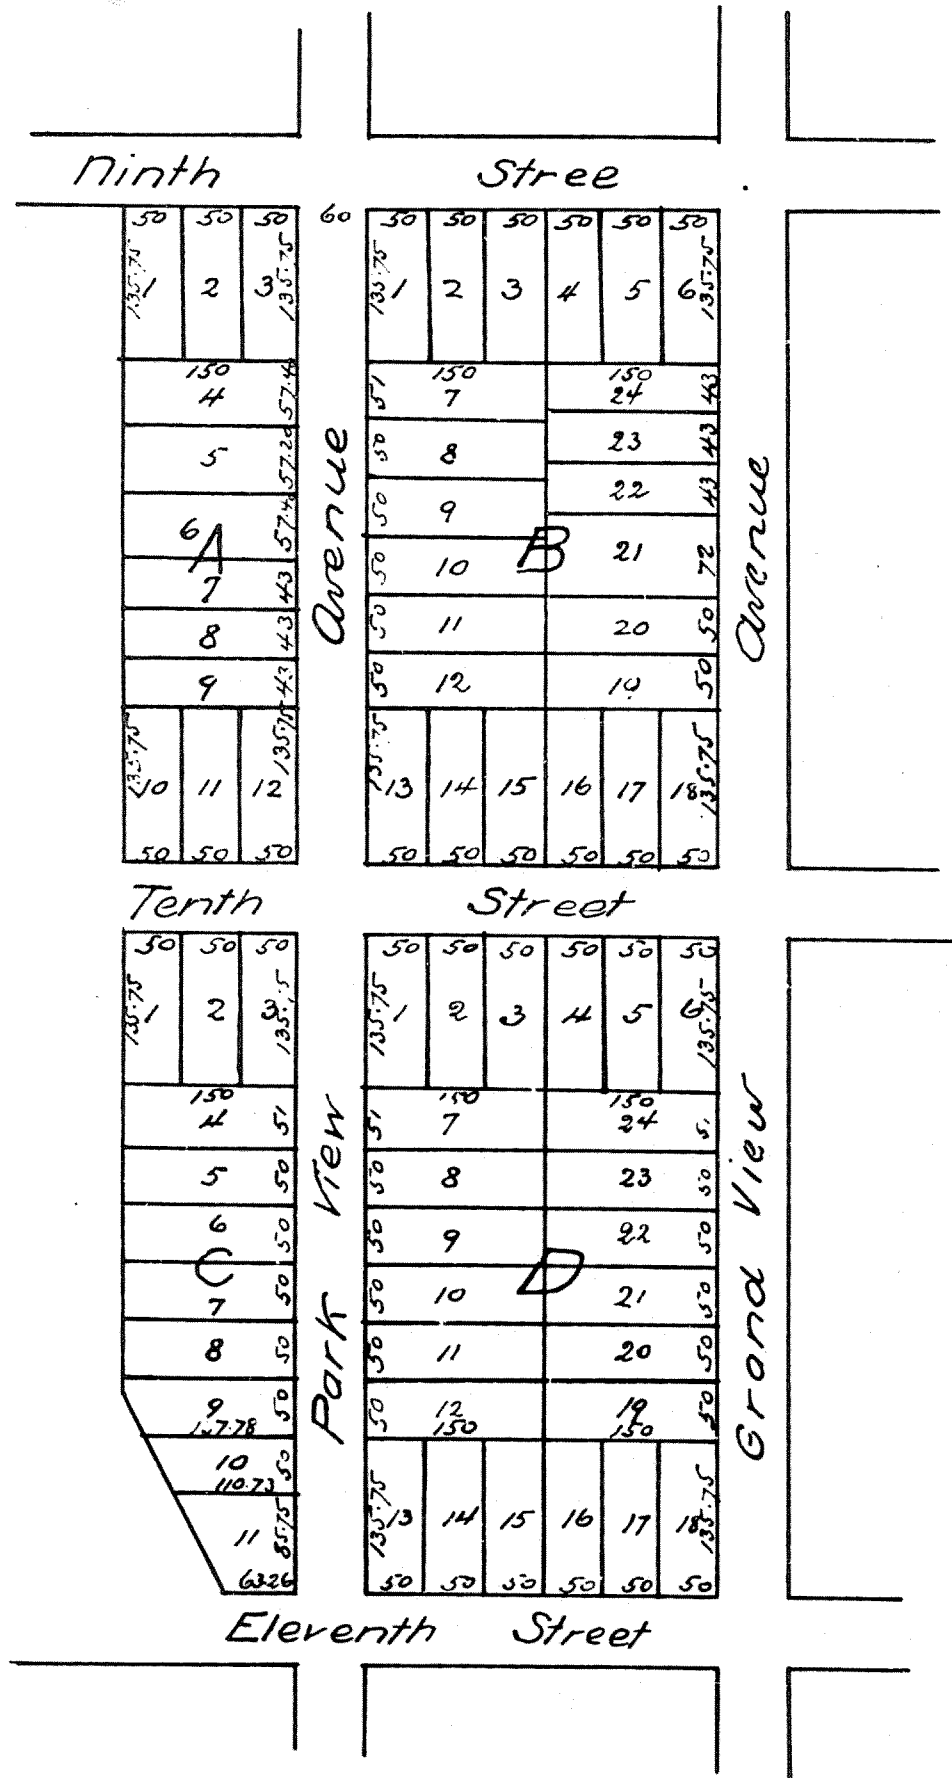 Ninth Stree
50 50 50 60 50 50 50 50 50 50
135.75 135.75 135.75 135.75
1 2 3 1 2 3 4 5 6
150 150 150
4 7 24
51 43
5 57.20 50 8 23 43
50 9 22 43
6 A 50 10 B 21 72
7 43
8 43 50 11 20 50
9 43 50 12 19 50
135.75 135.75 135.75 135.75
10 11 12 13 14 15 16 17 18
50 50 50 50 50 50 50 50 50
Avenue Avenue
Tenth Street
50 50 50 50 50 50 50 50 50
135.75 135.75 135.75
1 2 3 1 2 3 4 5 6
150 150 150
4 51 51 7 24
5 50 50 8 23 50
6 50 50 9 22 50
C D
7 50 50 10 21 50
8 50 50 11 20 50
9 50 50 12 19 50
150 150
10 50
110.73
135.75 135.75
11 85.75 13 14 15 16 17 18
63.26 50 50 50 50 50 50
Park View
Grand View
Eleventh Street